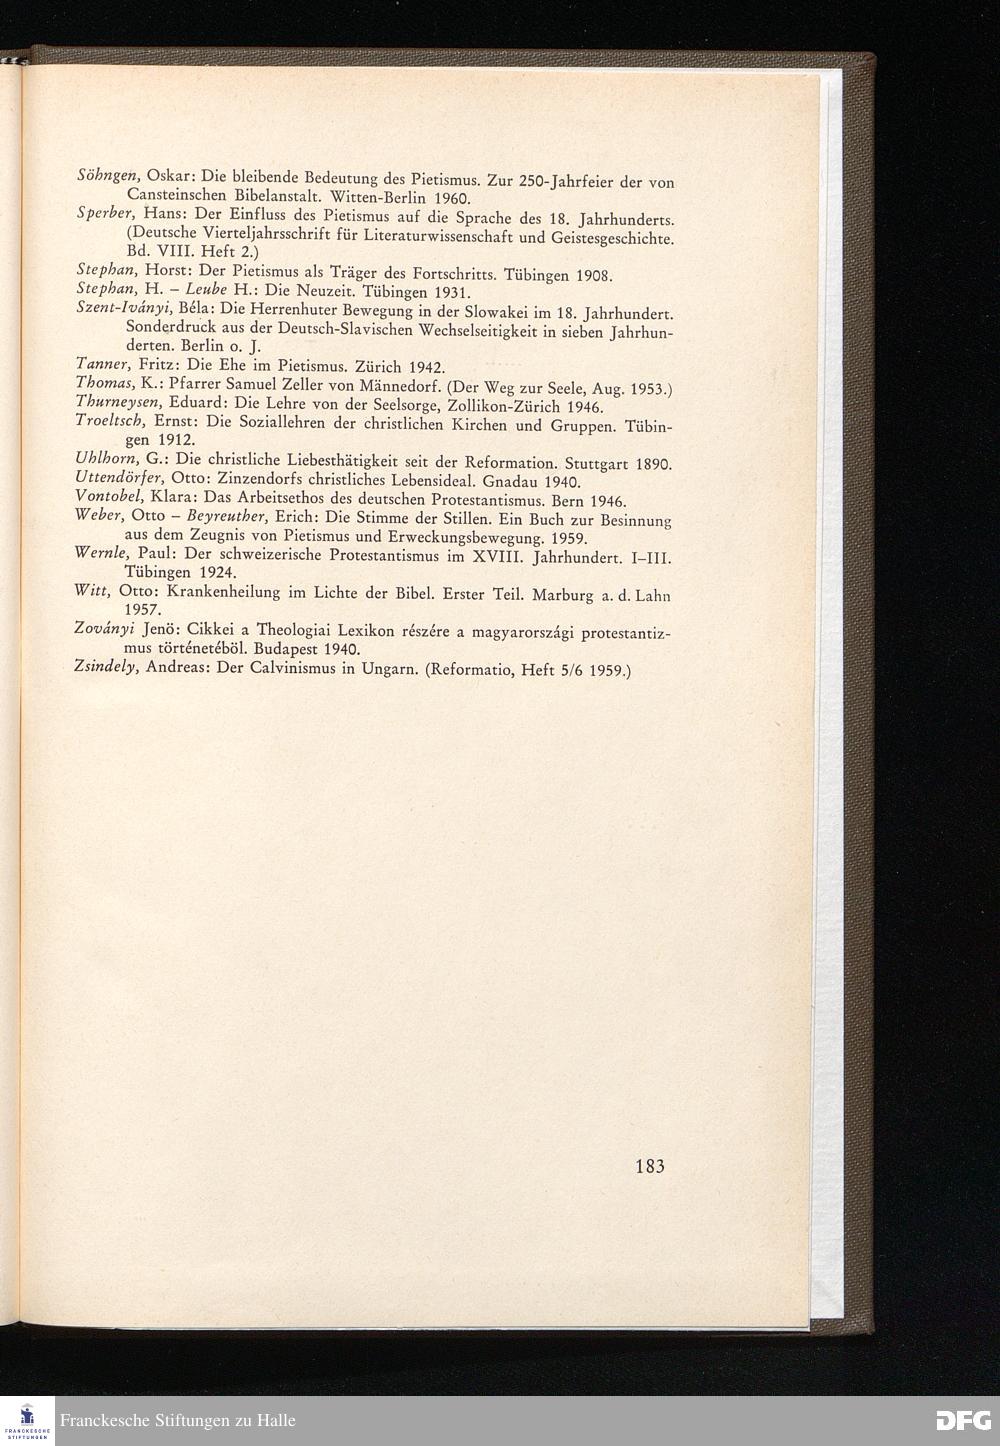 Söhngen, Oskar: Die bleibende Bedeutung des Pietismus. Zur 250-Jahrfeier der von
Cansteinschen Bibelanstalt. Witten-Berlin 1960.
Sperber, Hans: Der Einfluss des Pietismus auf die Sprache des 18. Jahrhunderts.
(Deutsche Vierteljahrsschrift für Literaturwissenschaft und Geistesgeschichte.
Bd. VIII. Heft 2.)
Stephan, Horst: Der Pietismus als Träger des Fortschritts. Tübingen 1908.
Stephan, H. – Leube H.: Die Neuzeit. Tübingen 1931.
Szent-Iványi, Béla: Die Herrenhuter Bewegung in der Slowakei im 18. Jahrhundert.
Sonderdruck aus der Deutsch-Slavischen Wechselseitigkeit in sieben Jahrhun-
derten. Berlin o. J.
Tanner, Fritz: Die Ehe im Pietismus. Zürich 1942.
Thomas, K.: Pfarrer Samuel Zeller von Männedorf. (Der Weg zur Seele, Aug. 1953.)
Thurneysen, Eduard: Die Lehre von der Seelsorge, Zollikon-Zürich 1946.
Troeltsch, Ernst: Die Soziallehren der christlichen Kirchen und Gruppen. Tübin-
gen 1912.
Uhlhorn, G.: Die christliche Liebesthätigkeit seit der Reformation. Stuttgart 1890.
Uttendörfer, Otto: Zinzendorfs christliches Lebensideal. Gnadau 1940.
Vontobel, Klara: Das Arbeitsethos des deutschen Protestantismus. Bern 1946.
Weber, Otto – Beyreuther, Erich: Die Stimme der Stillen. Ein Buch zur Besinnung
aus dem Zeugnis von Pietismus und Erweckungsbewegung. 1959.
Wernle, Paul: Der schweizerische Protestantismus im XVIII. Jahrhundert. I–III.
Tübingen 1924.
Witt, Otto: Krankenheilung im Lichte der Bibel. Erster Teil. Marburg a. d. Lahn
1957.
Zoványi Jenö: Cikkei a Theologiai Lexikon részére a magyarországi protestantiz-
mus történetéböl. Budapest 1940.
Zsindely, Andreas: Der Calvinismus in Ungarn. (Reformatio, Heft 5/6 1959.)
183
FRANCKESCHE
STIFTUNGEN
Franckesche Stiftungen zu Halle
DFG